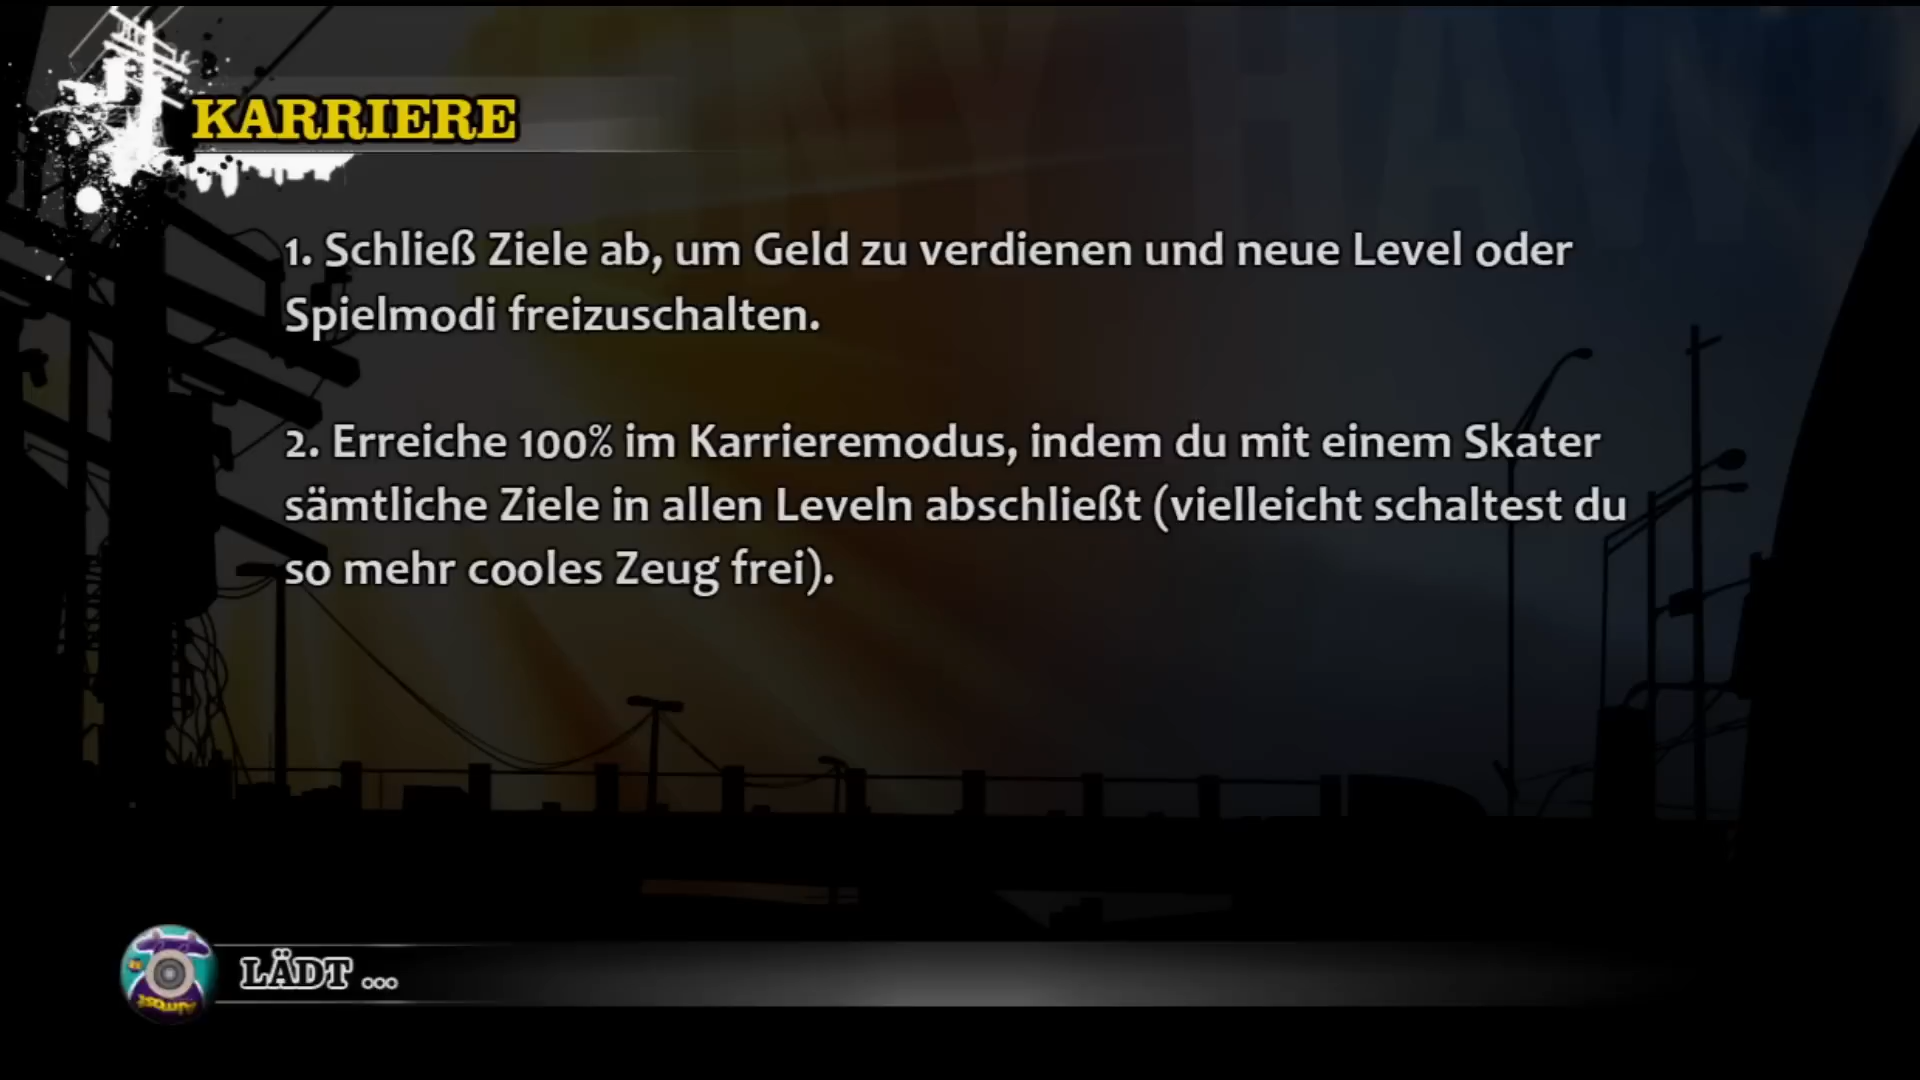 KARRIERE
1. Schließ Ziele ab, um Geld zu verdienen und neue Level oder
Spielmodi freizuschalten.
2. Erreiche 100% im Karrieremodus, indem du mit einem Skater
sämtliche Ziele in allen Leveln abschließt (vielleicht schaltest du
so mehr cooles Zeug frei).
LÄDT ...